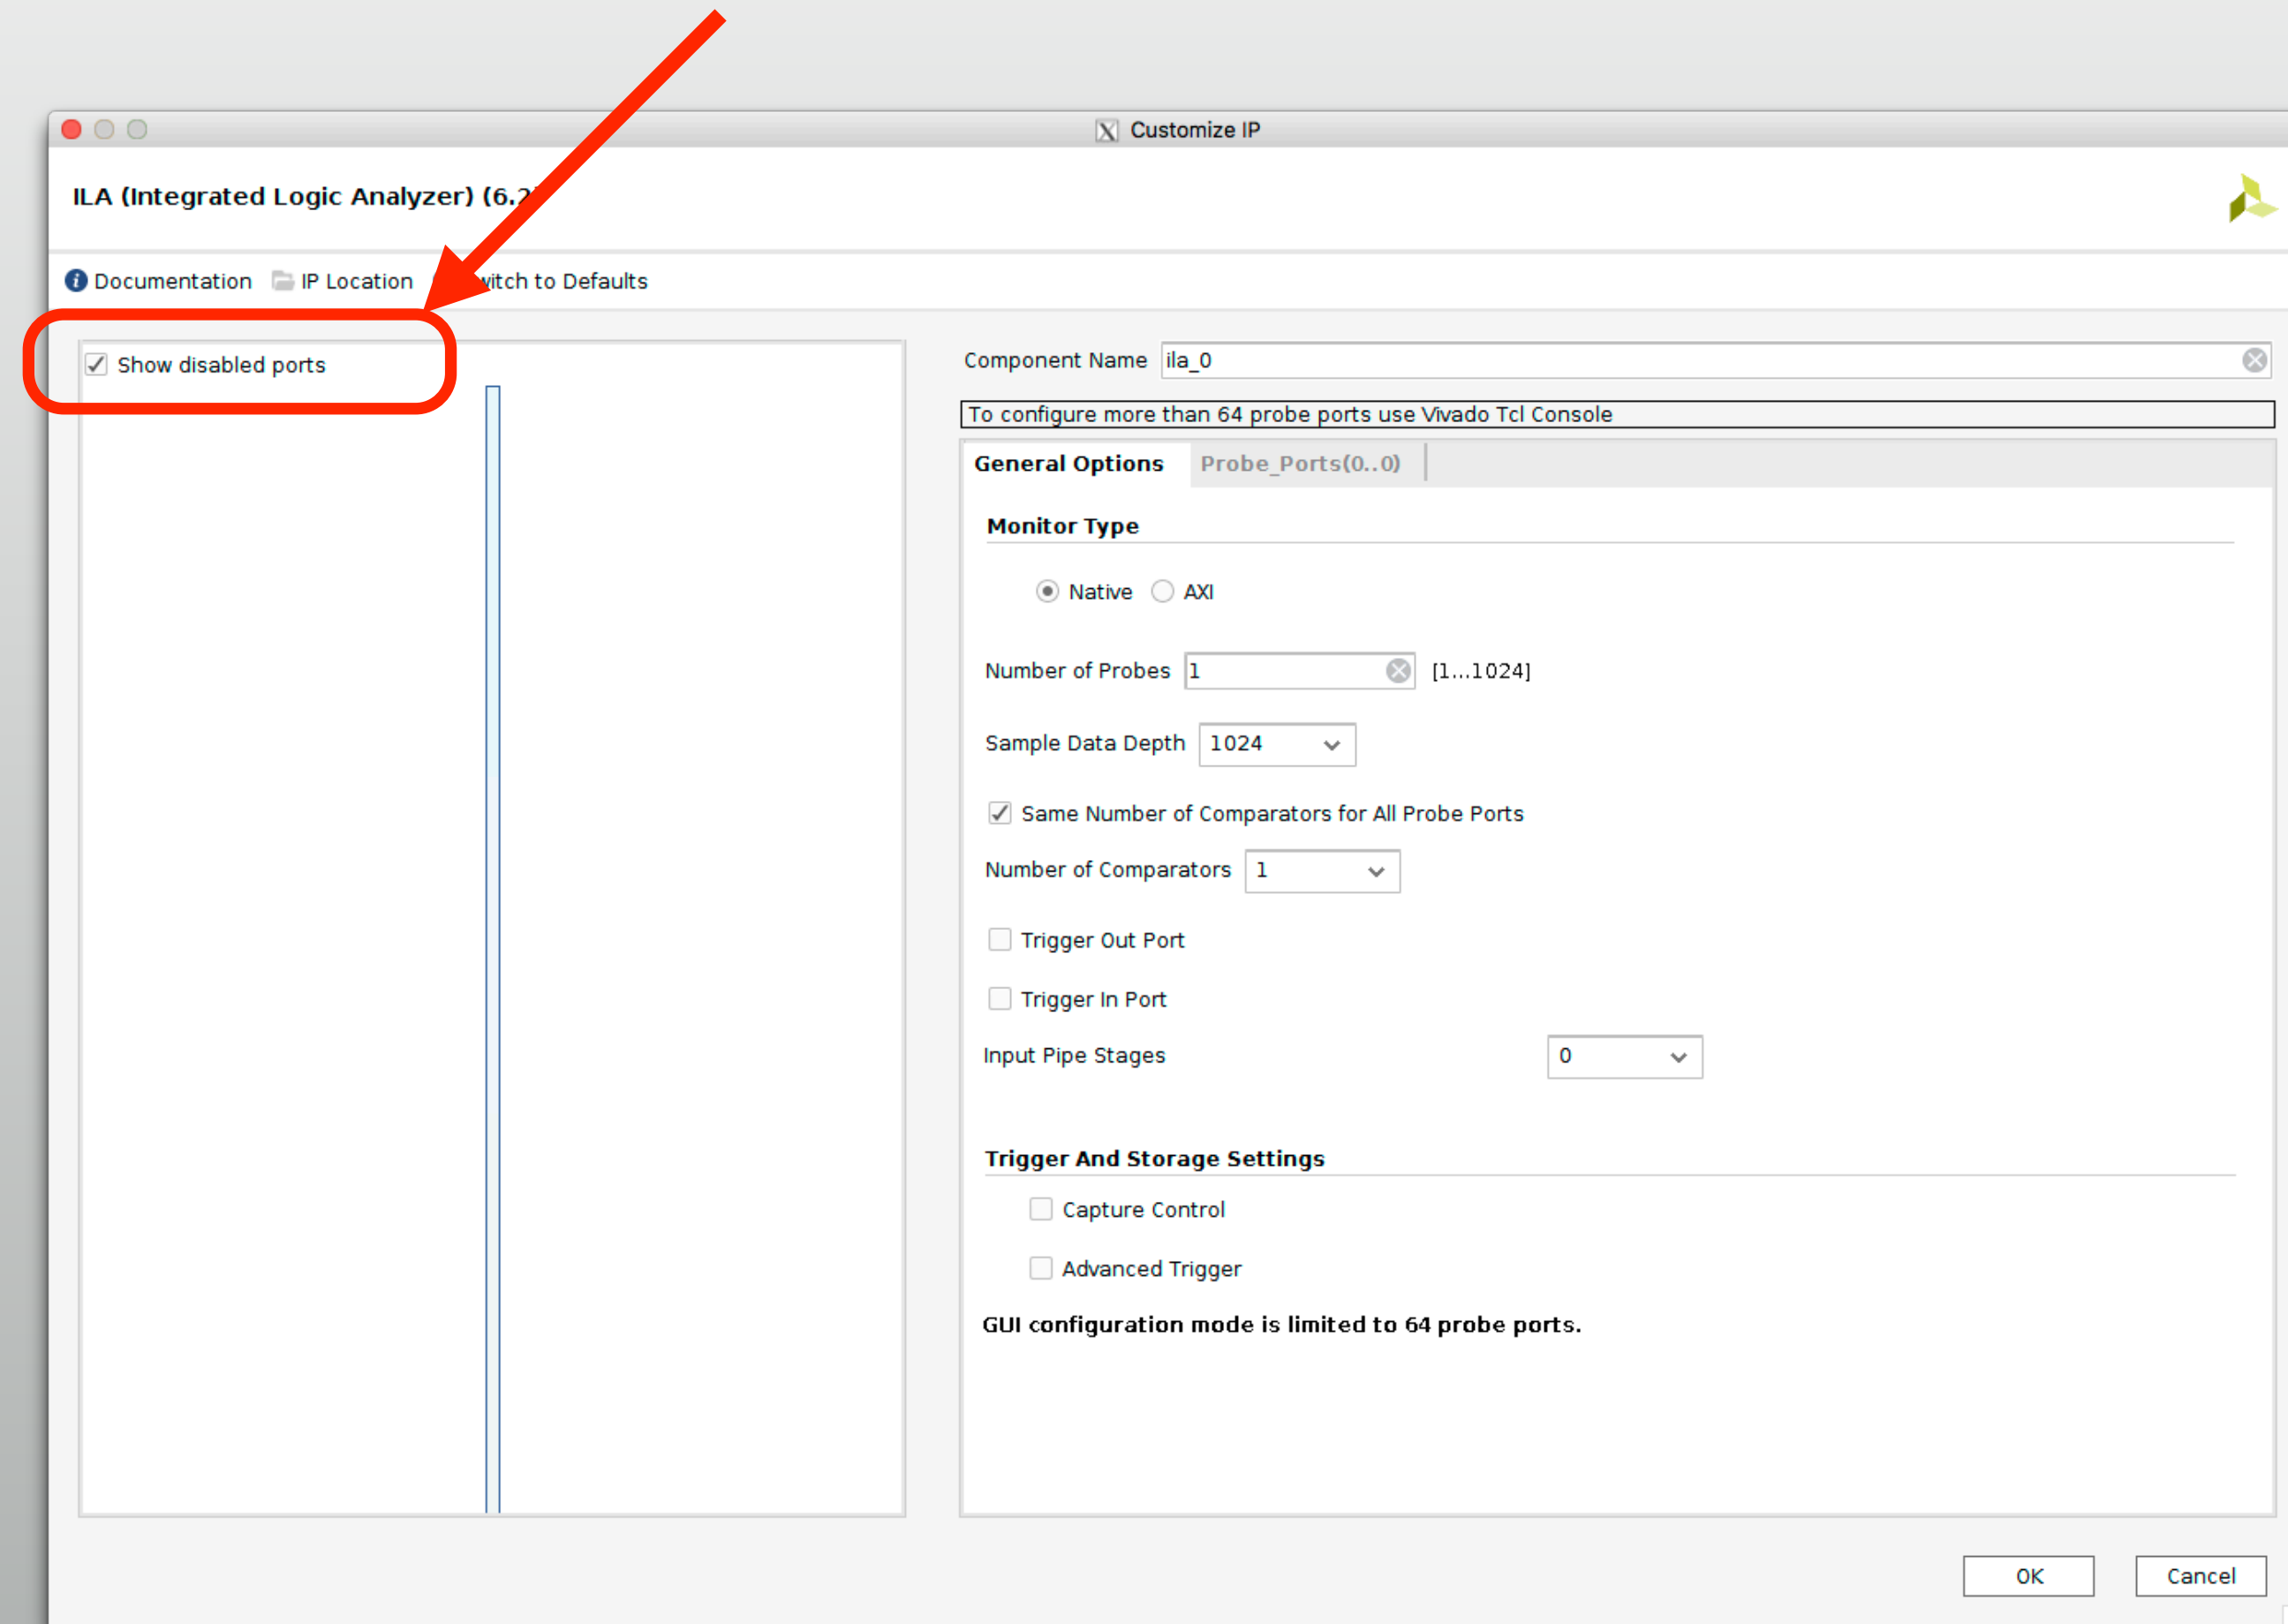 Customize IP
ILA (Integrated Logic Analyzer) (6.2
Documentation IP Location witch to Defaults
Show disabled ports
Component Name ila_0
To configure more than 64 probe ports use Vivado Tcl Console
General Options Probe_Ports(0..0)
Monitor Type
Native AXI
Number of Probes 1 [1...1024]
Sample Data Depth 1024
Same Number of Comparators for All Probe Ports
Number of Comparators 1
Trigger Out Port
Trigger In Port
Input Pipe Stages 0
Trigger And Storage Settings
Capture Control
Advanced Trigger
GUI configuration mode is limited to 64 probe ports.
OK Cancel